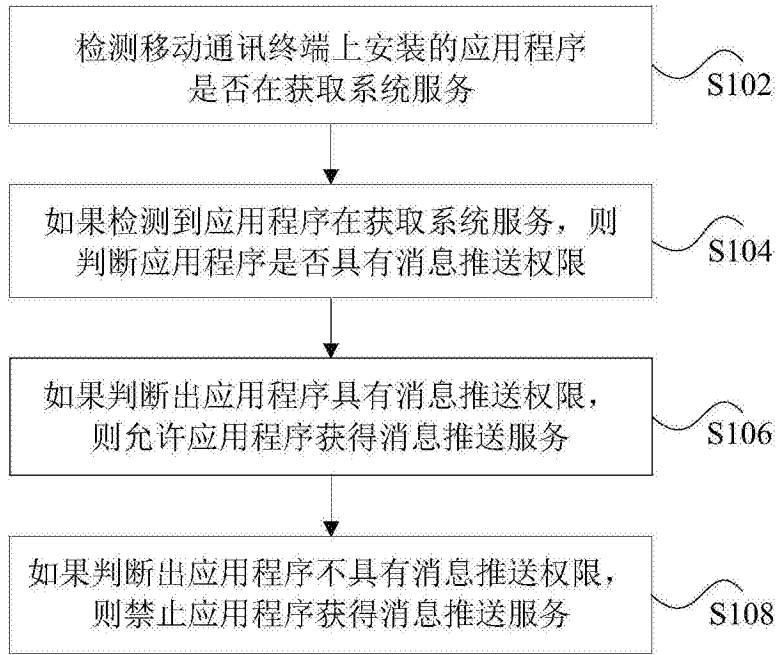 检测移动通讯终端上安装的应用程序
是否在获取系统服务
S102
如果检测到应用程序在获取系统服务，则
判断应用程序是否具有消息推送权限
S104
如果判断出应用程序具有消息推送权限，
则允许应用程序获得消息推送服务
S106
如果判断出应用程序不具有消息推送权限，
则禁止应用程序获得消息推送服务
S108